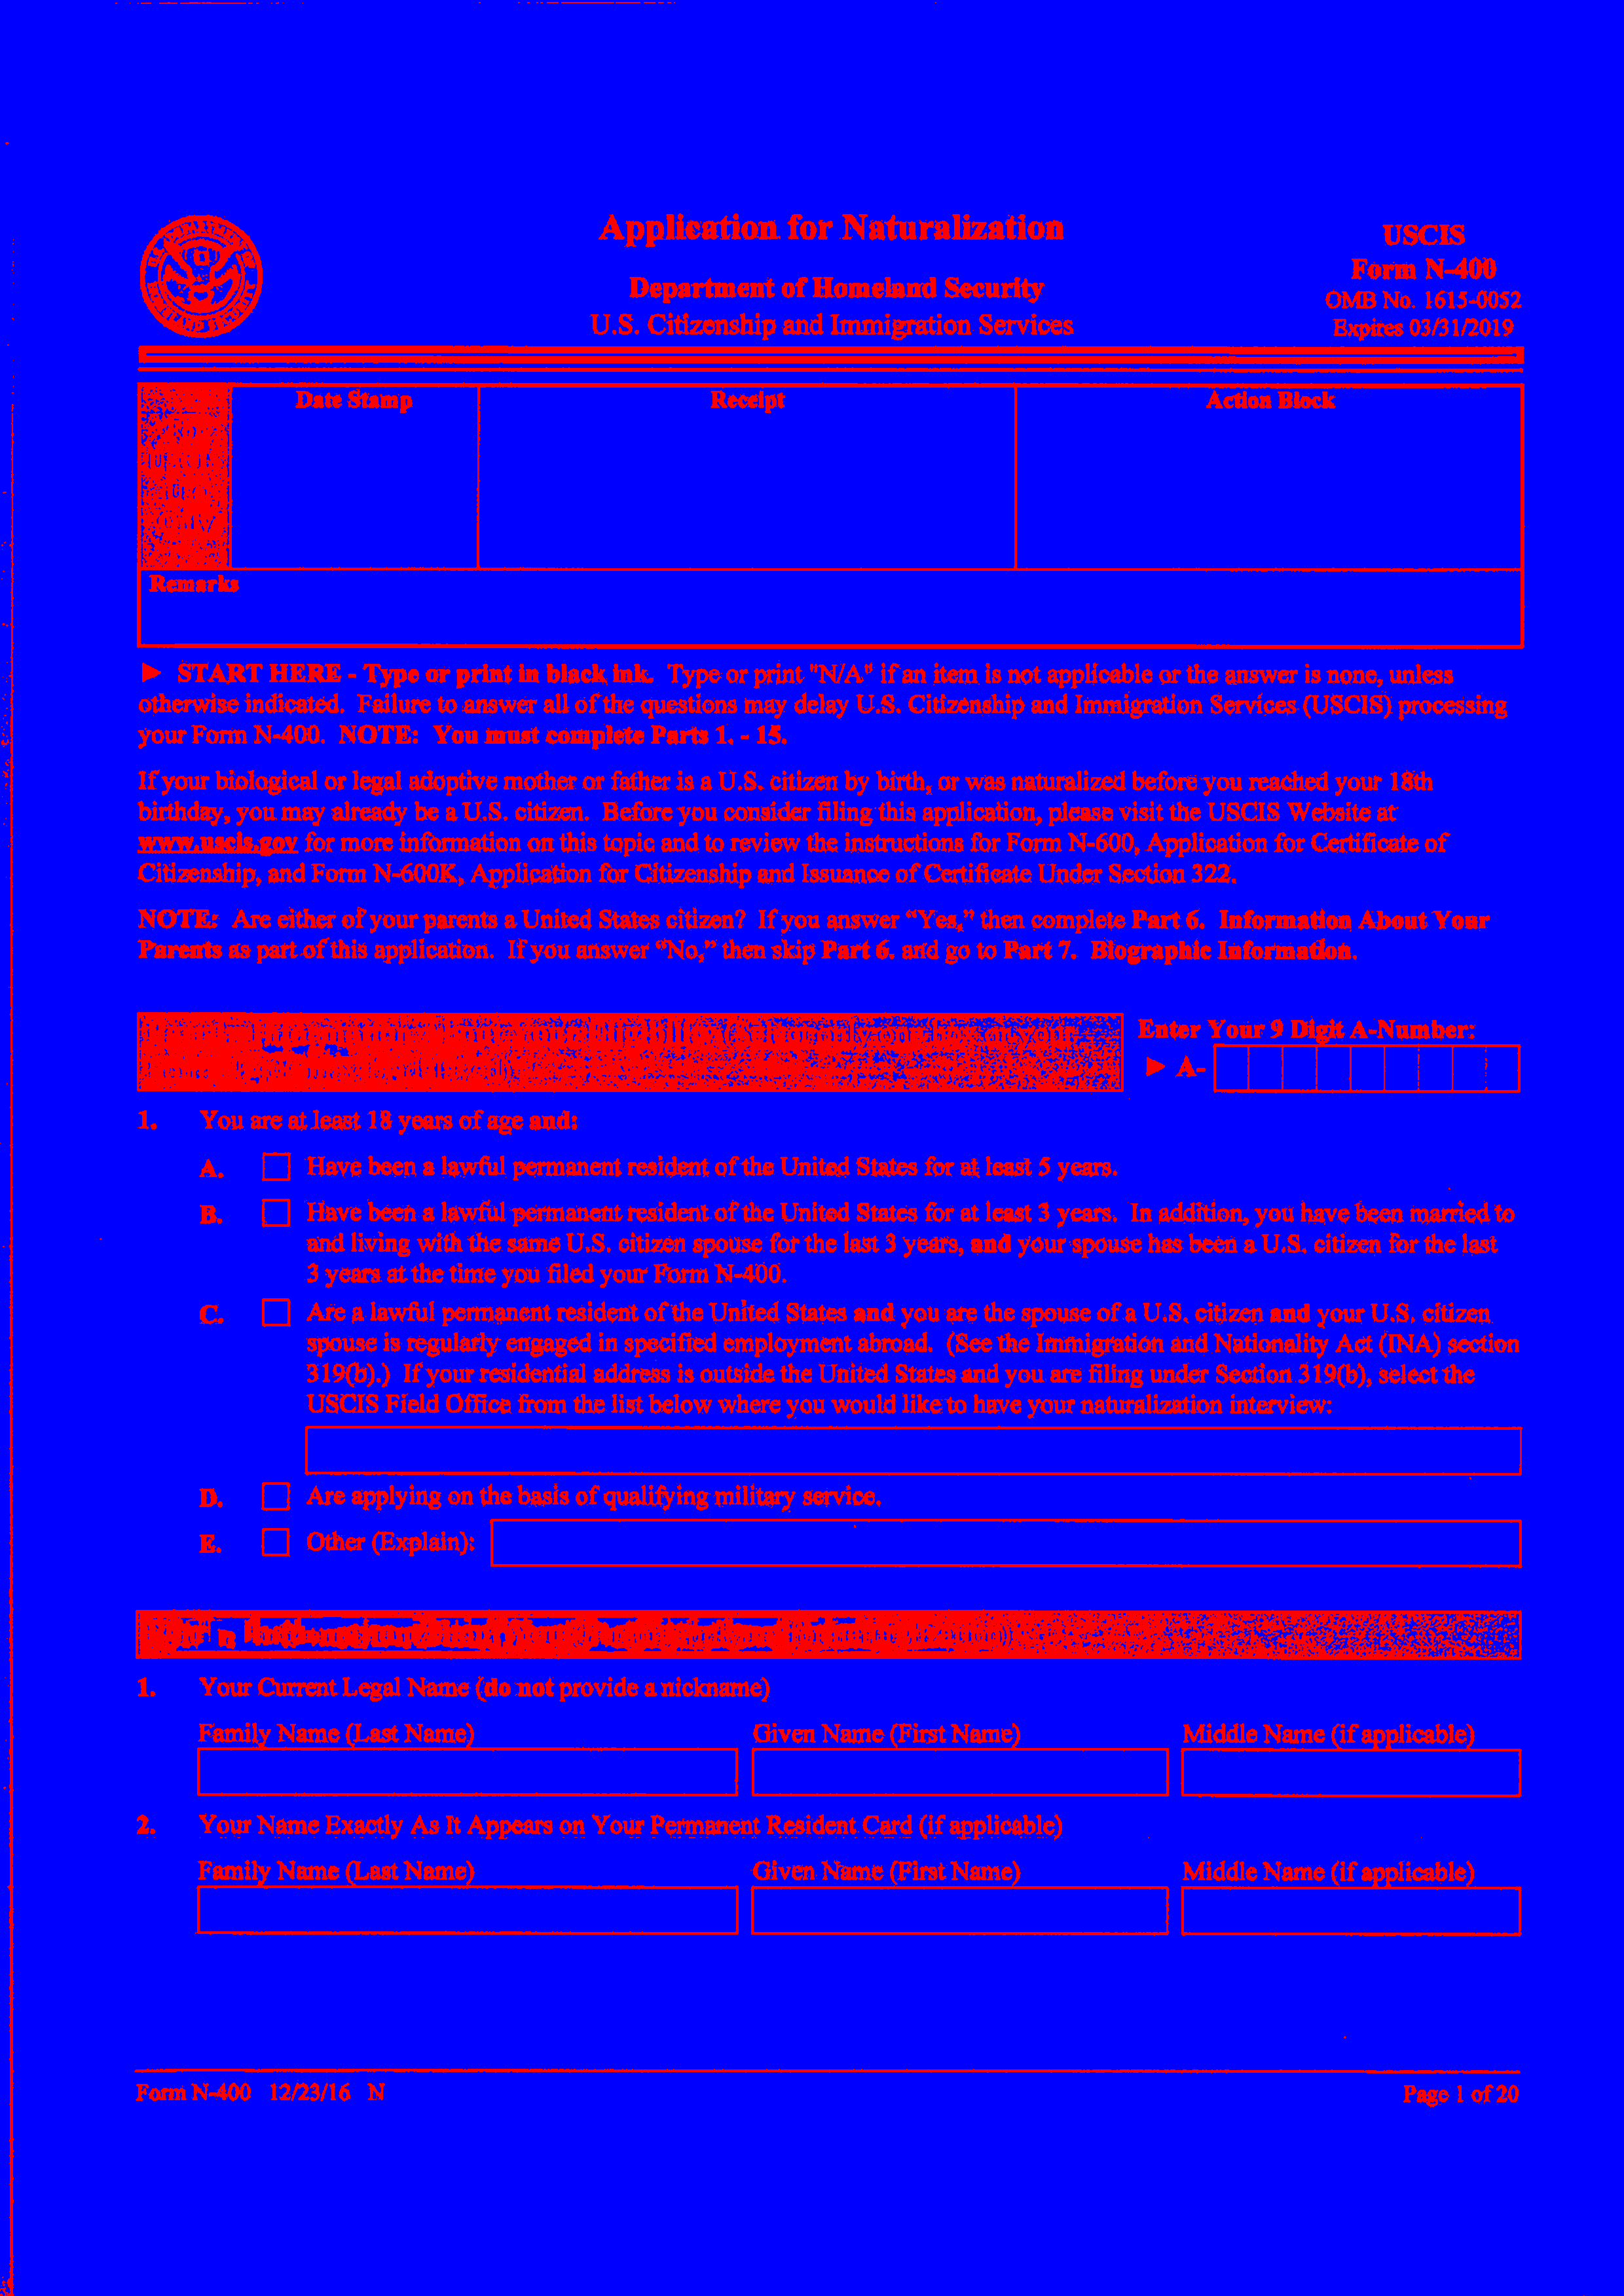 U.S. DEPARTMENT OF HOMELAND SECURITY
Application for Naturalization
Department of Homeland Security
U.S. Citizenship and Immigration Services
USCIS
Form N-400
OMB No. 1615-0052
Expires 03/31/2019
Date Stamp
Receipt
Action Block
Remarks
► START HERE - Type or print in black ink. Type or print "N/A" if an item is not applicable or the answer is none, unless
otherwise indicated. Failure to answer all of the questions may delay U.S. Citizenship and Immigration Services (USCIS) processing
your Form N-400. NOTE: You must complete Parts 1. - 15.
If your biological or legal adoptive mother or father is a U.S. citizen by birth, or was naturalized before you reached your 18th
birthday, you may already be a U.S. citizen. Before you consider filing this application, please visit the USCIS Website at
www.uscis.gov for more information on this topic and to review the instructions for Form N-600, Application for Certificate of
Citizenship, and Form N-600K, Application for Citizenship and Issuance of Certificate Under Section 322.
NOTE: Are either of your parents a United States citizen? If you answer “Yes,” then complete Part 6. Information About Your
Parents as part of this application. If you answer “No,” then skip Part 6. and go to Part 7. Biographic Information.
Enter Your 9 Digit A-Number:
► A-
1. You are at least 18 years of age and:
A. Have been a lawful permanent resident of the United States for at least 5 years.
B. Have been a lawful permanent resident of the United States for at least 3 years. In addition, you have been married to
and living with the same U.S. citizen spouse for the last 3 years, and your spouse has been a U.S. citizen for the last
3 years at the time you filed your Form N-400.
C. Are a lawful permanent resident of the United States and you are the spouse of a U.S. citizen and your U.S. citizen
spouse is regularly engaged in specified employment abroad. (See the Immigration and Nationality Act (INA) section
319(b).) If your residential address is outside the United States and you are filing under Section 319(b), select the
USCIS Field Office from the list below where you would like to have your naturalization interview:
D. Are applying on the basis of qualifying military service.
E. Other (Explain):
1. Your Current Legal Name (do not provide a nickname)
Family Name (Last Name)
Given Name (First Name)
Middle Name (if applicable)
2. Your Name Exactly As It Appears on Your Permanent Resident Card (if applicable)
Family Name (Last Name)
Given Name (First Name)
Middle Name (if applicable)
Form N-400 12/23/16 N
Page 1 of 20